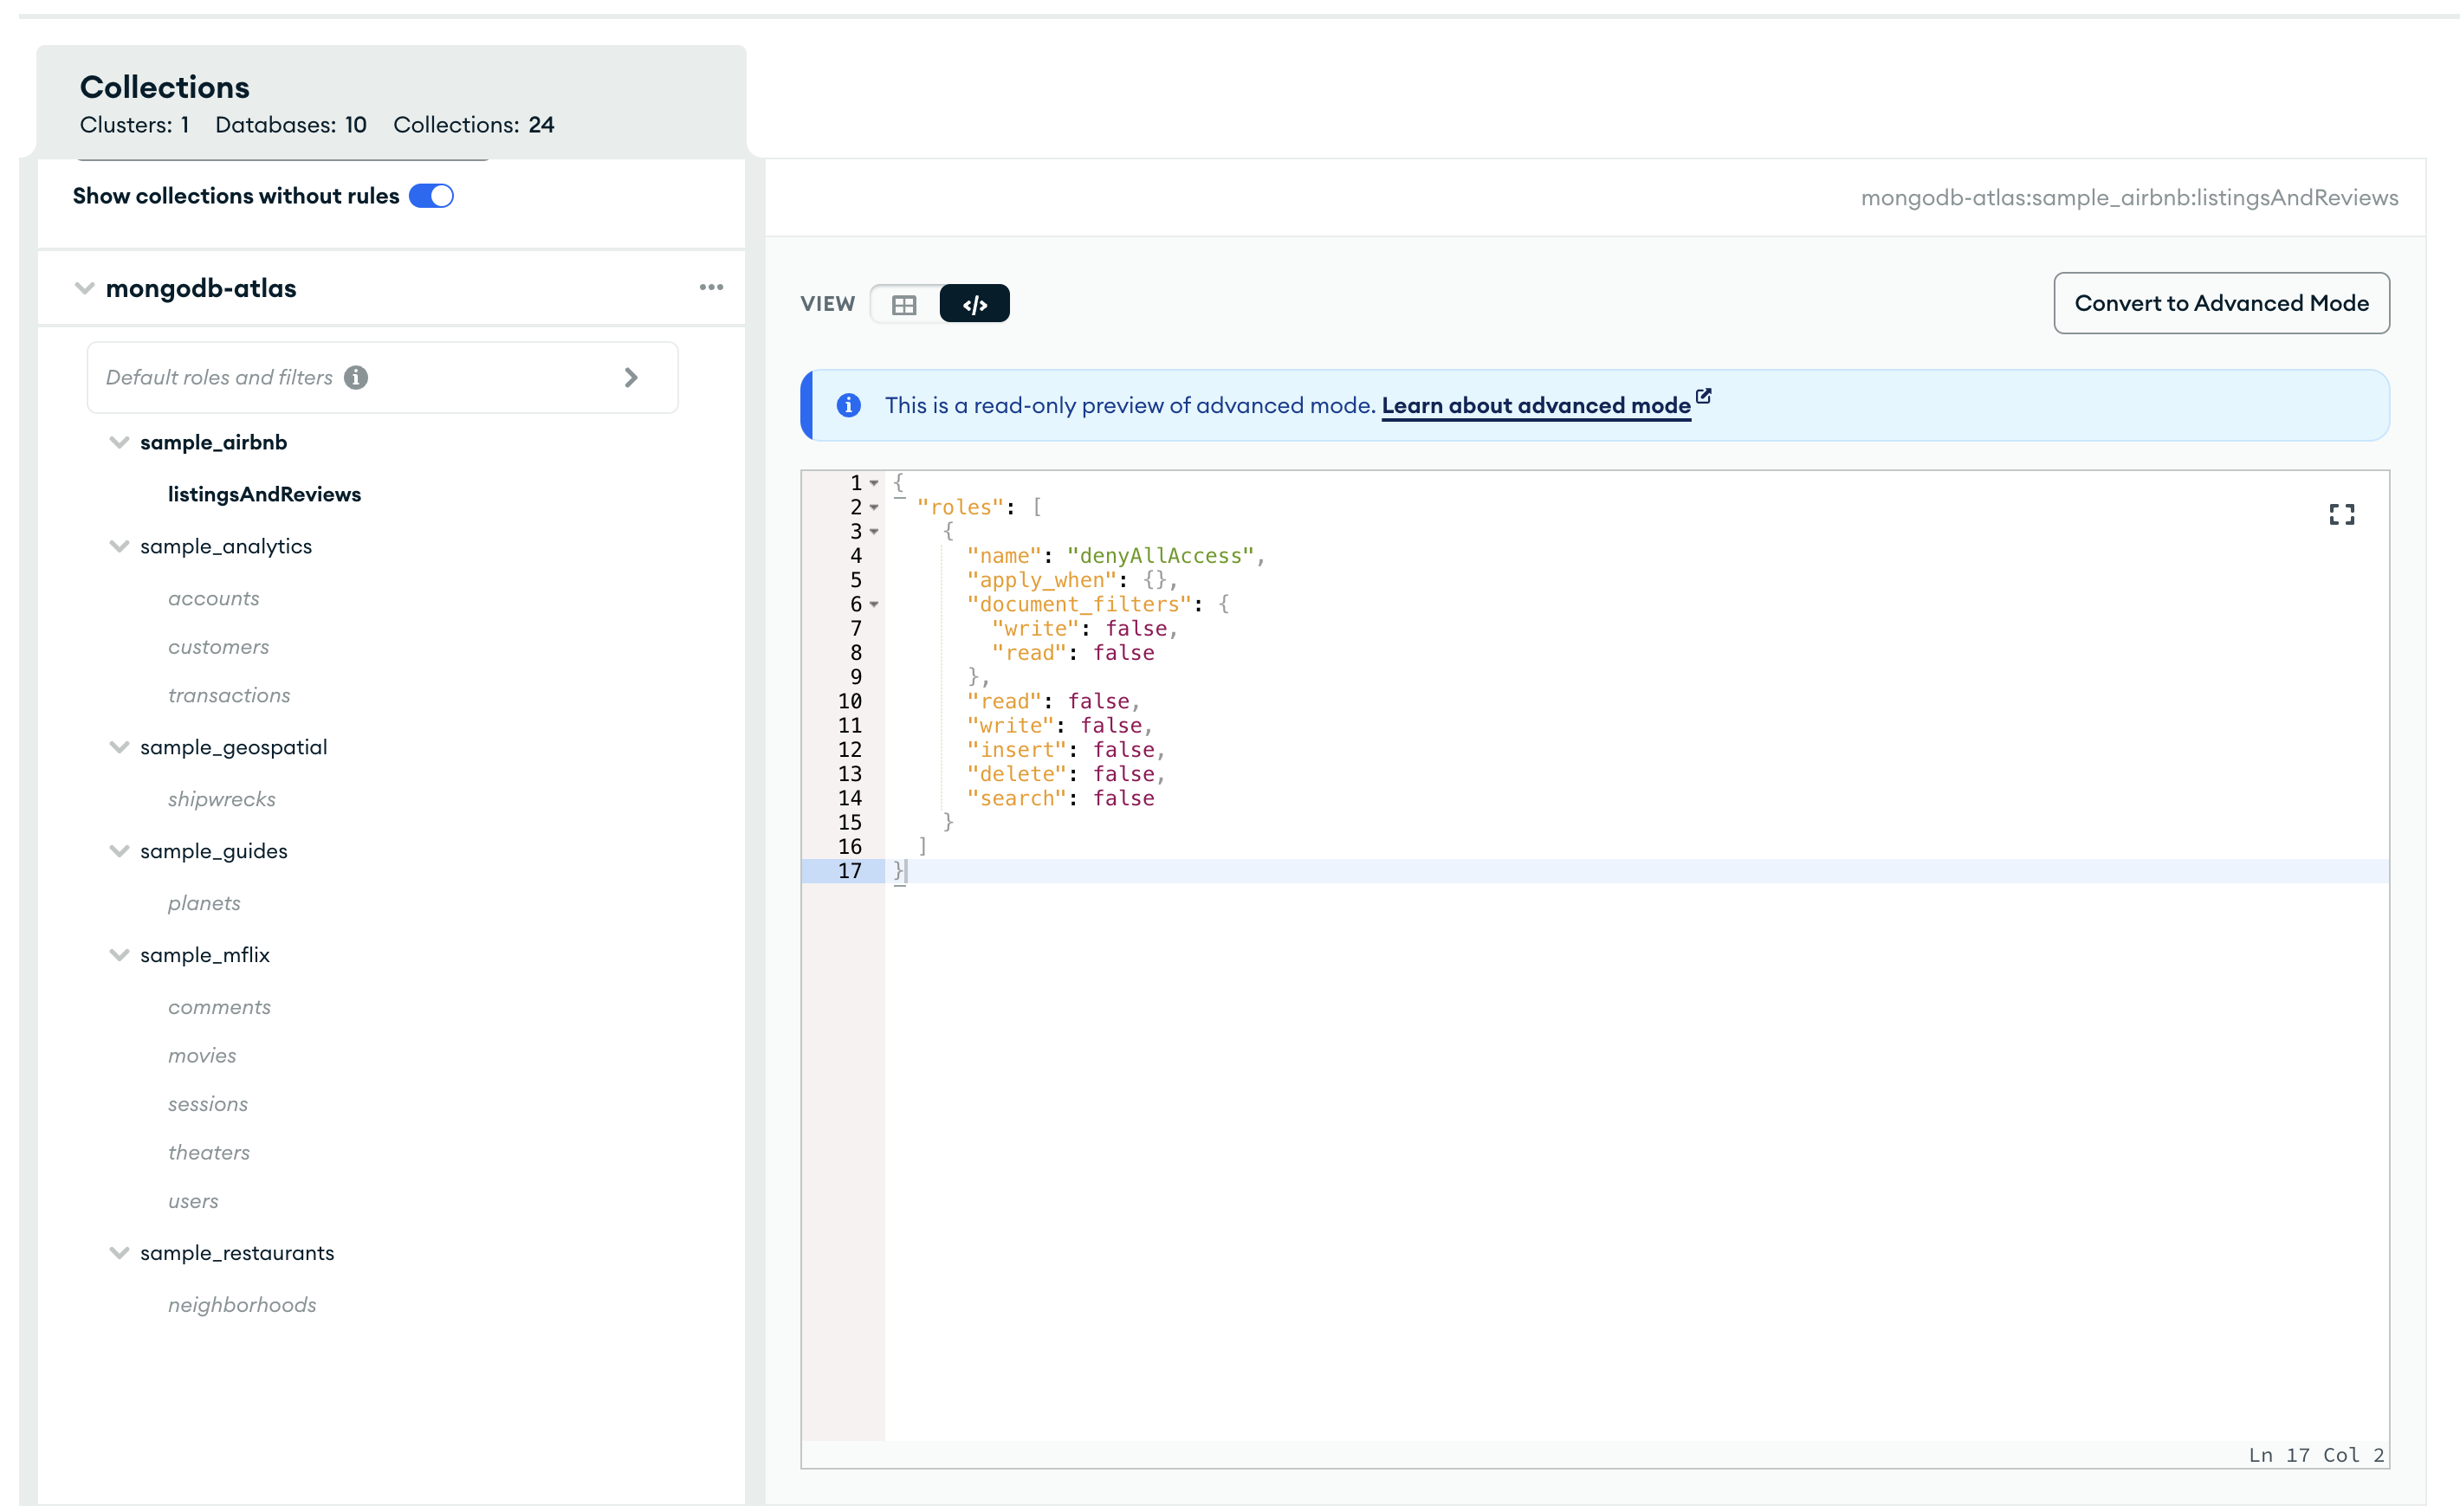 Collections
Clusters: 1 Databases: 10 Collections: 24
Show collections without rules
mongodb-atlas
Default roles and filters
sample_airbnb
listingsAndReviews
sample_analytics
accounts
customers
transactions
sample_geospatial
shipwrecks
sample_guides
planets
sample_mflix
comments
movies
sessions
theaters
users
sample_restaurants
neighborhoods
mongodb-atlas:sample_airbnb:listingsAndReviews
VIEW </> Convert to Advanced Mode
This is a read-only preview of advanced mode. Learn about advanced mode
1 {
2 "roles": [
3 {
4 "name": "denyAllAccess",
5 "apply_when": {},
6 "document_filters": {
7 "write": false,
8 "read": false
9 },
10 "read": false,
11 "write": false,
12 "insert": false,
13 "delete": false,
14 "search": false
15 }
16 ]
17 }
Ln 17 Col 2